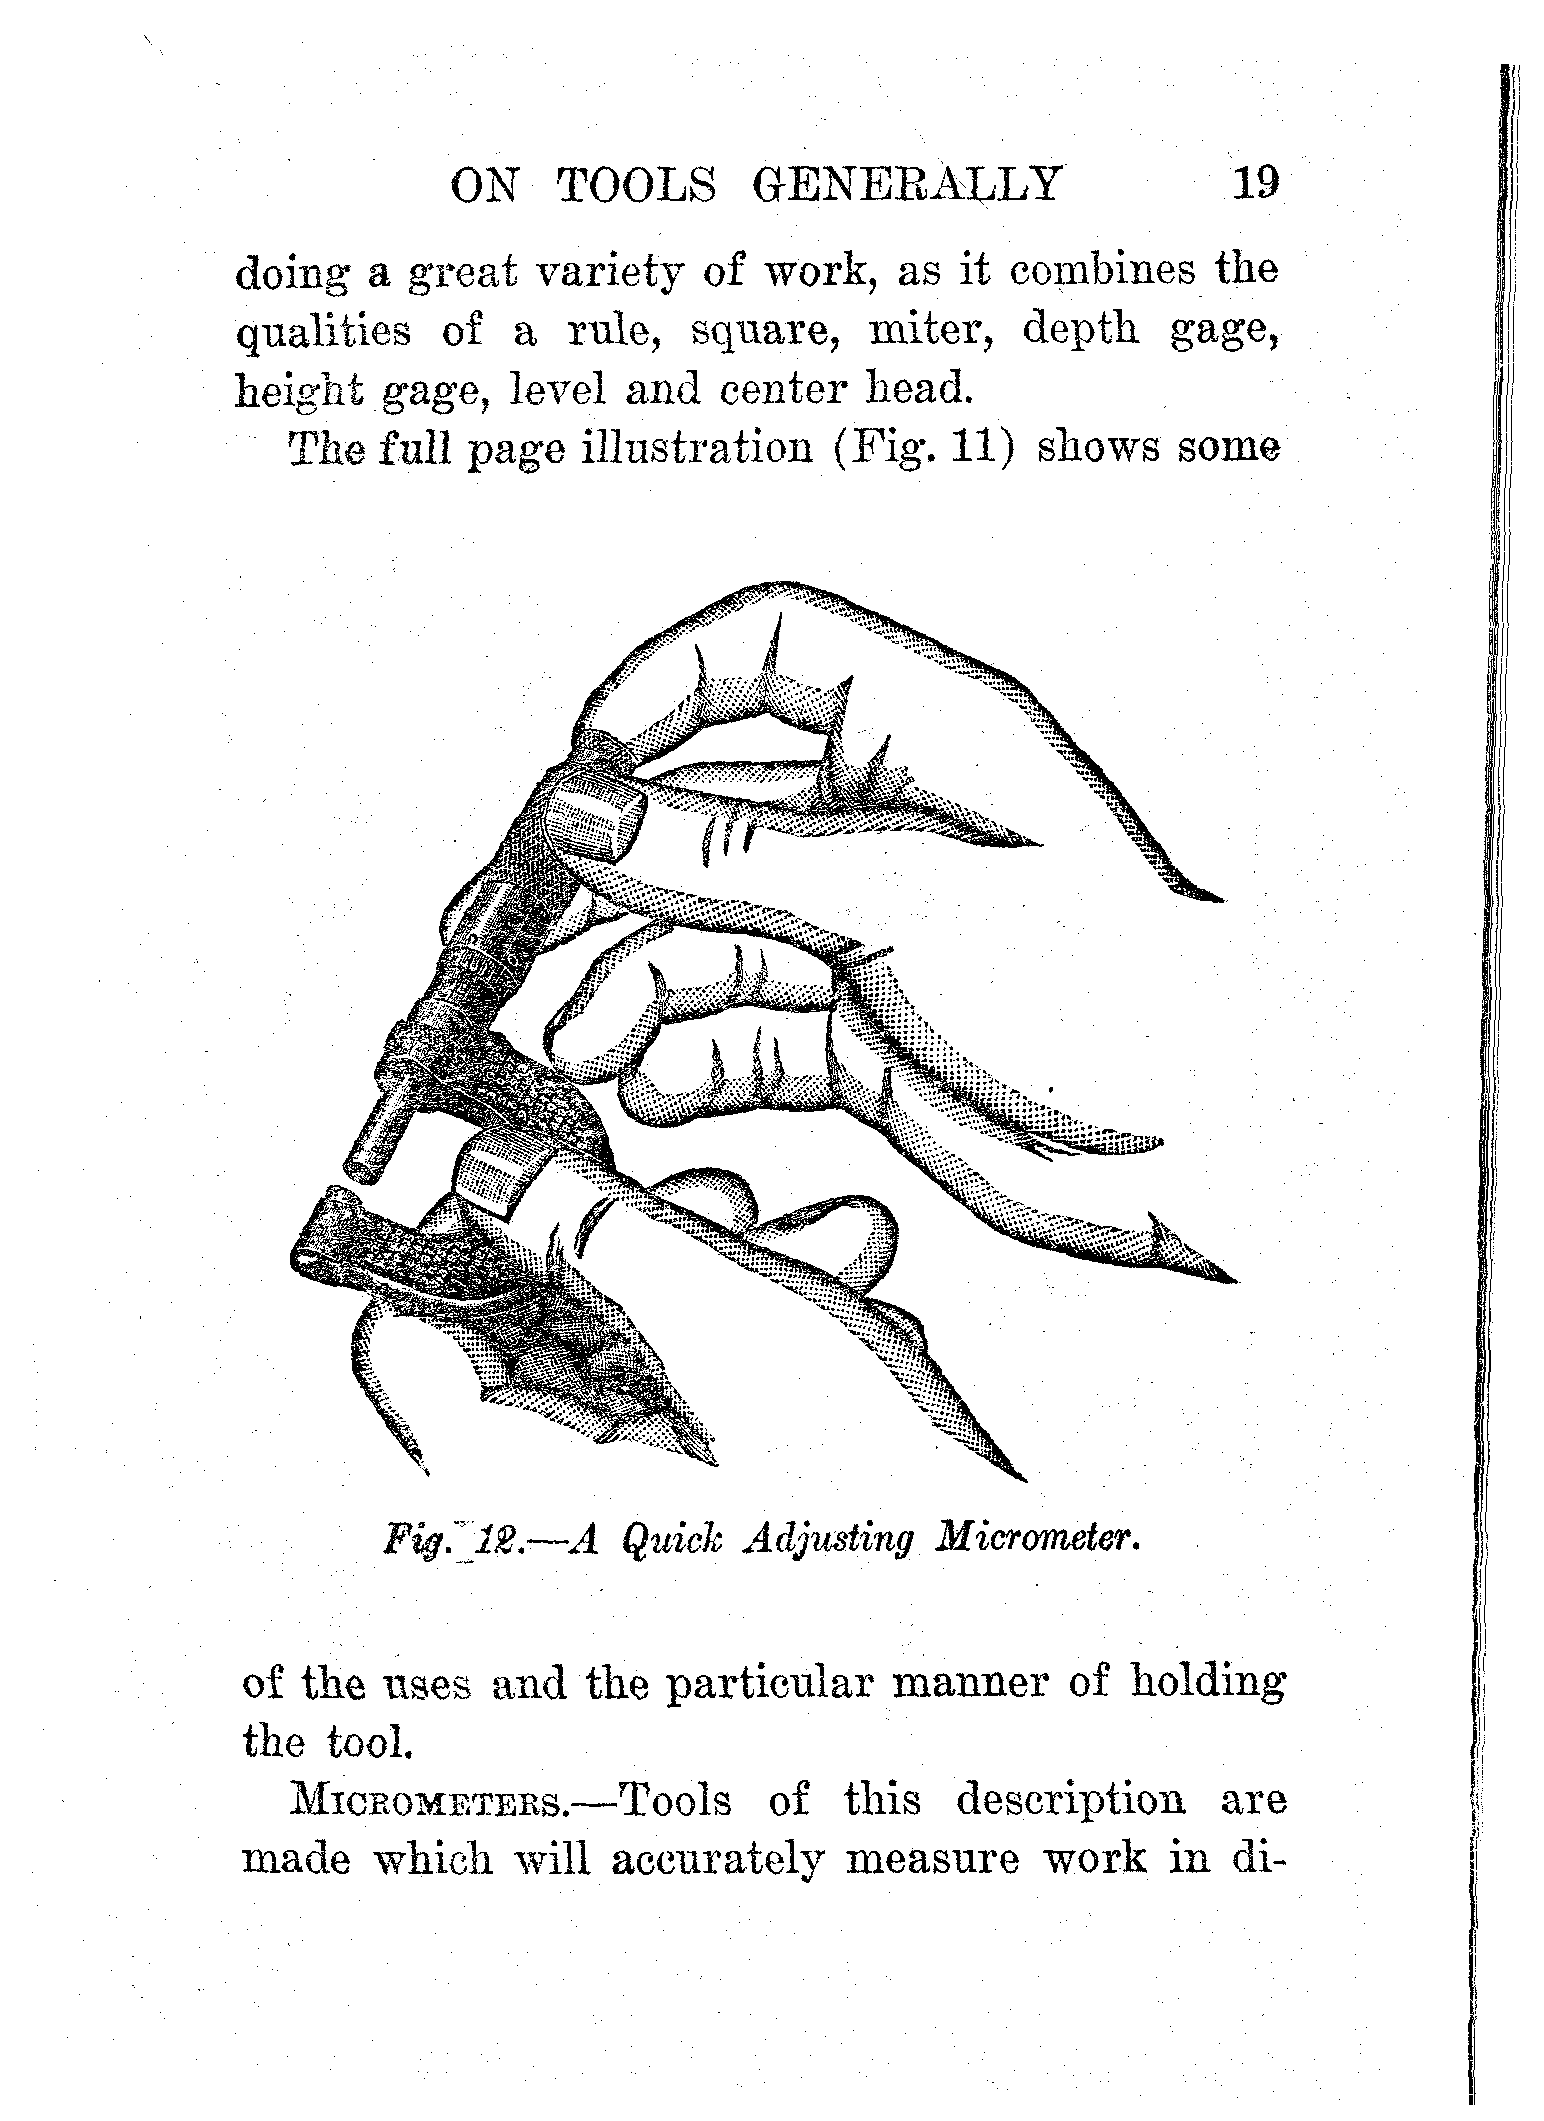 ON TOOLS GENERALLY 19
doing a great variety of work, as it combines the
qualities of a rule, square, miter, depth gage,
height gage, level and center head.
The full page illustration (Fig. 11) shows some
Fig. 12.—A Quick Adjusting Micrometer.
of the uses and the particular manner of holding
the tool.
MICROMETERS.—Tools of this description are
made which will accurately measure work in di-